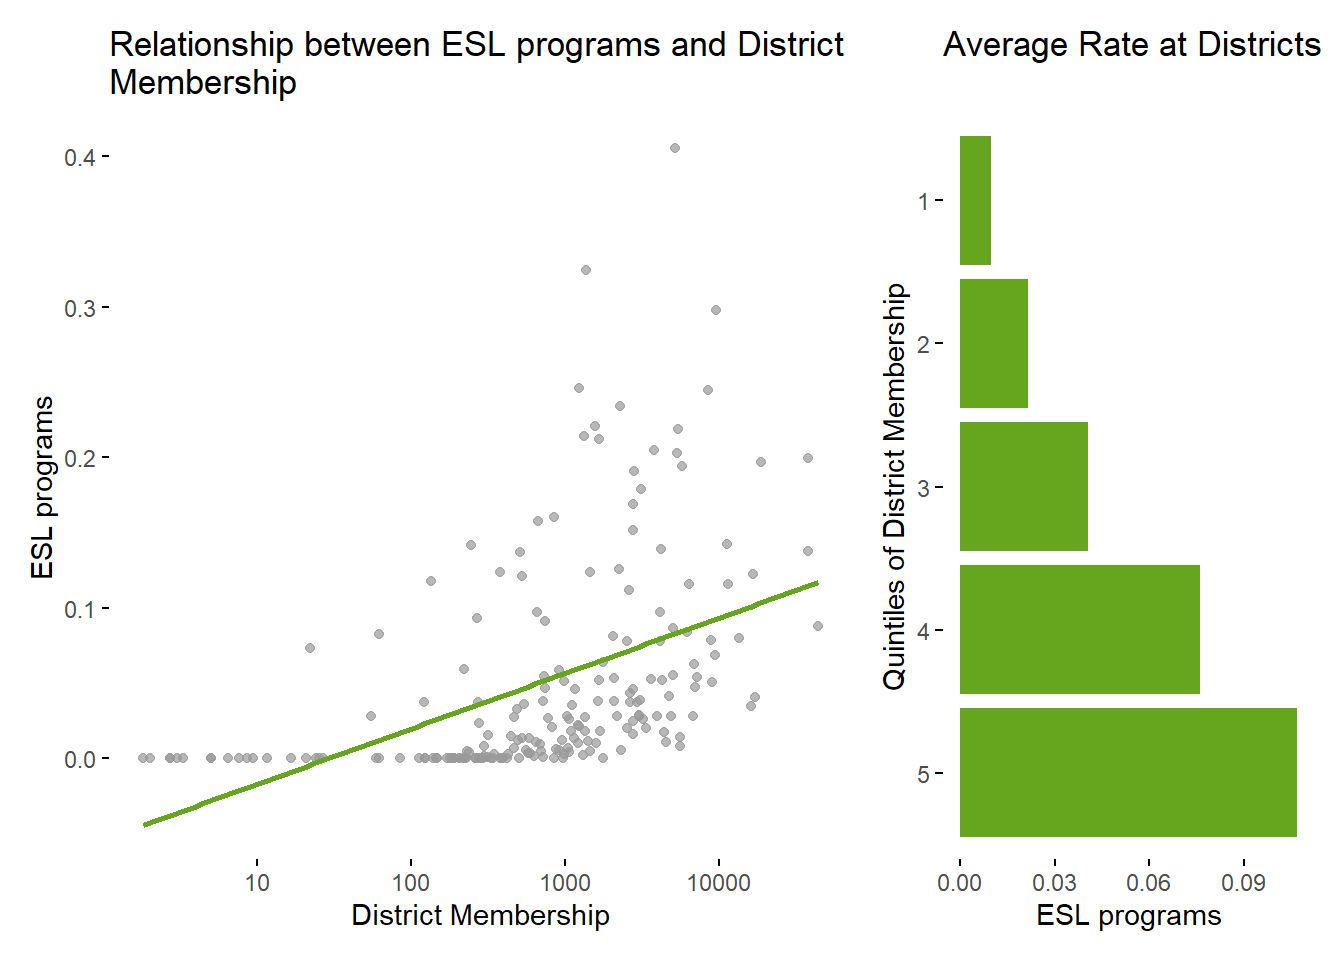 Relationship between ESL programs and District
Membership
0.4
0.3
0.2
0.1
0.0
ESL programs
10 100 1000 10000
District Membership
Average Rate at Districts
1
2
3
4
5
Quintiles of District Membership
0.00 0.03 0.06 0.09
ESL programs